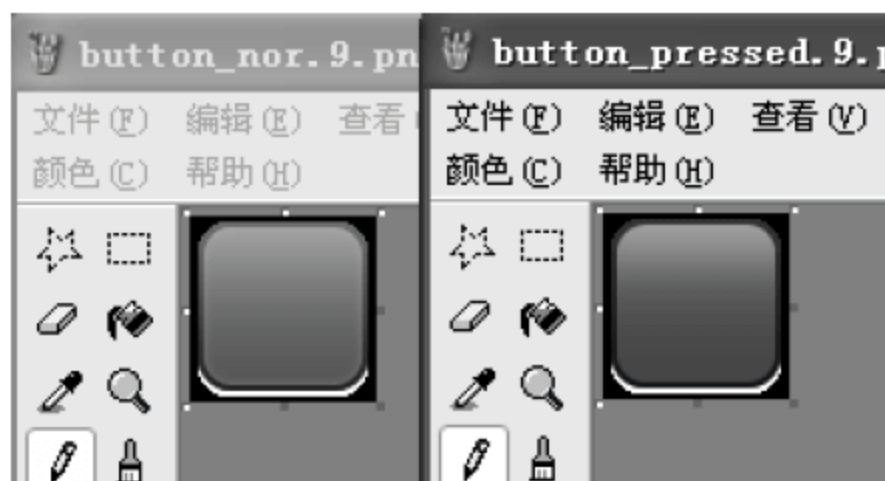 button_nor.9.pn
文件(F) 编辑(E) 查看
颜色(C) 帮助(H)
button_pressed.9.p
文件(F) 编辑(E) 查看(V)
颜色(C) 帮助(H)